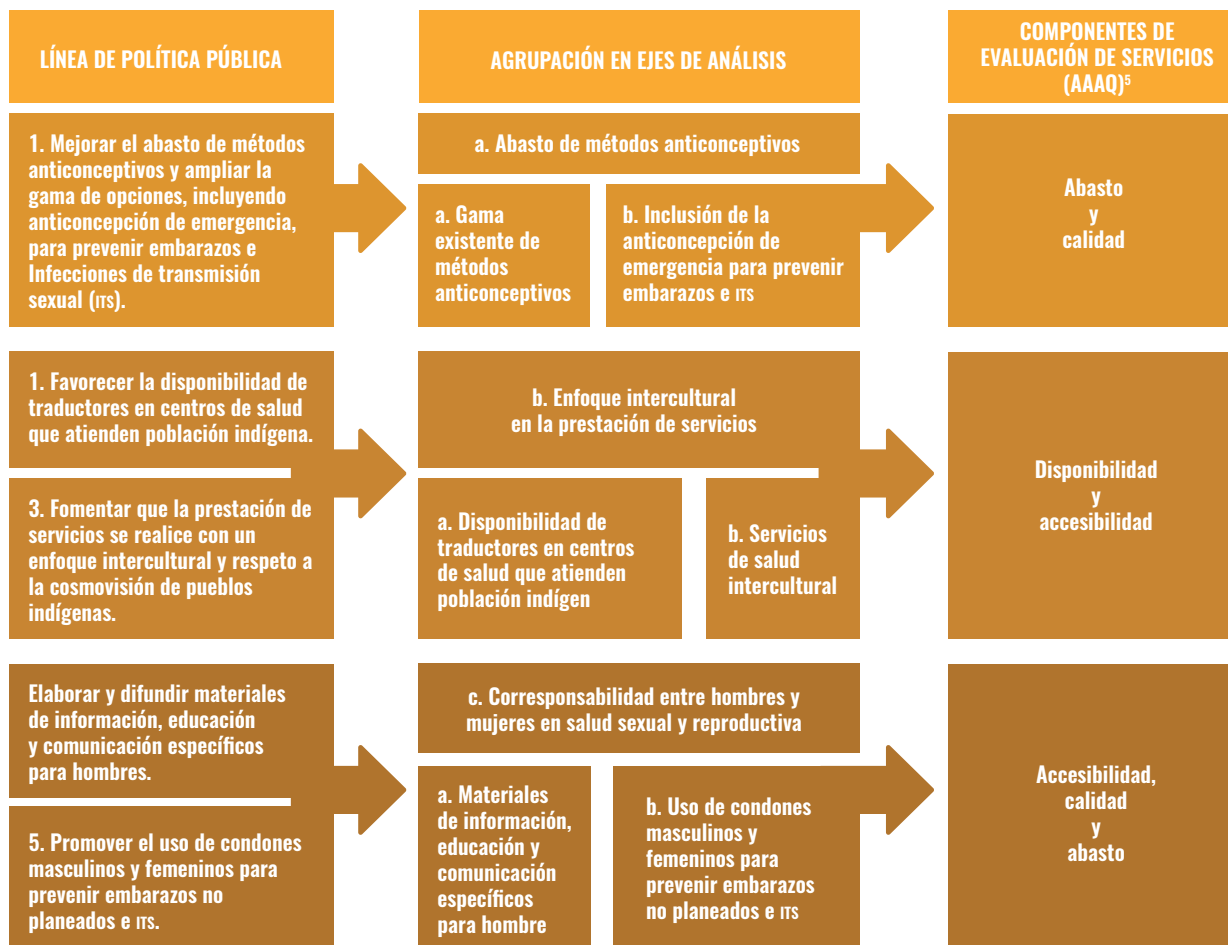 LÍNEA DE POLÍTICA PÚBLICA
AGRUPACIÓN EN EJES DE ANÁLISIS
COMPONENTES DE
EVALUACIÓN DE SERVICIOS
(AAAQ)⁵
1. Mejorar el abasto de métodos
anticonceptivos y ampliar la
gama de opciones, incluyendo
anticoncepción de emergencia,
para prevenir embarazos e
Infecciones de transmisión
sexual (ITS).
a. Abasto de métodos anticonceptivos
a. Gama
existente de
métodos
anticonceptivos
b. Inclusión de la
anticoncepción de
emergencia para prevenir
embarazos e ITS
Abasto
y
calidad
1. Favorecer la disponibilidad de
traductores en centros de salud
que atienden población indígena.
3. Fomentar que la prestación de
servicios se realice con un
enfoque intercultural y respeto a
la cosmovisión de pueblos
indígenas.
b. Enfoque intercultural
en la prestación de servicios
a. Disponibilidad de
traductores en centros
de salud que atienden
población indígen
b. Servicios
de salud
intercultural
Disponibilidad
y
accesibilidad
Elaborar y difundir materiales
de información, educación
y comunicación específicos
para hombres.
5. Promover el uso de condones
masculinos y femeninos para
prevenir embarazos no
planeados e ITS.
c. Corresponsabilidad entre hombres y
mujeres en salud sexual y reproductiva
a. Materiales
de información,
educación y
comunicación
específicos
para hombre
b. Uso de condones
masculinos y
femeninos para
prevenir embarazos
no planeados e ITS
Accesibilidad,
calidad
y
abasto